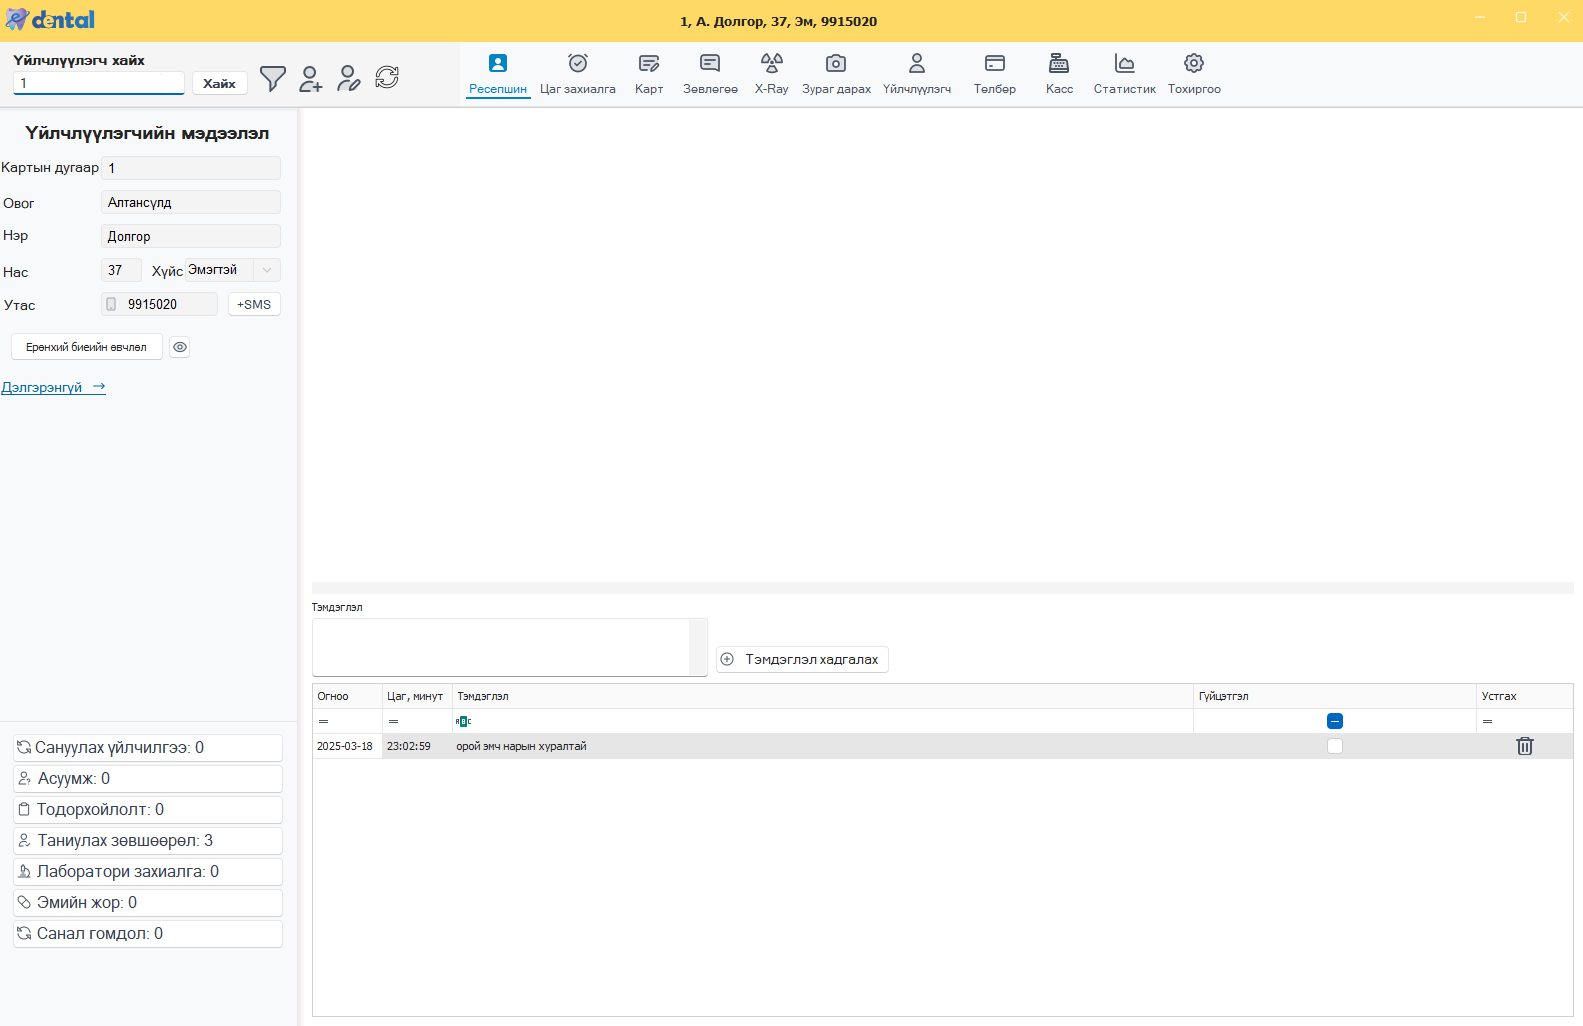 dental
1, А. Долгор, 37, Эм, 9915020
Үйлчлүүлэгч хайх
1
Хайх
Ресепшин
Цаг захиалга
Карт
Зөвлөгөө
X-Ray
Зураг дарах
Үйлчлүүлэгч
Төлбөр
Касс
Статистик
Тохиргоо
Үйлчлүүлэгчийн мэдээлэл
Картын дугаар 1
Овог Алтансүлд
Нэр Долгор
Нас 37 Хүйс Эмэгтэй
Утас 9915020 +SMS
Ерөнхий биеийн өвчлөл
Дэлгэрэнгүй →
Тэмдэглэл
Тэмдэглэл хадгалах
Огноо Цаг, минут Тэмдэглэл Гүйцэтгэл Устгах
= = ABC =
2025-03-18 23:02:59 орой эмч нарын хуралтай
Сануулах үйлчилгээ: 0
Асуумж: 0
Тодорхойлолт: 0
Таниулах зөвшөөрөл: 3
Лаборатори захиалга: 0
Эмийн жор: 0
Санал гомдол: 0